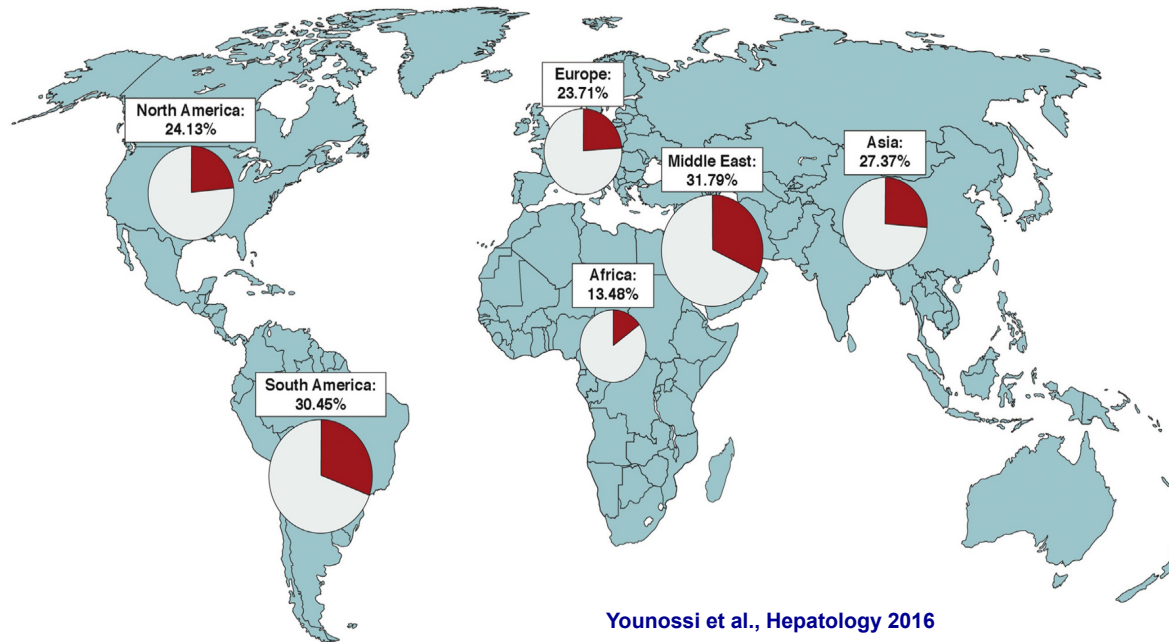 Europe:
23.71%
North America:
24.13%
Middle East:
31.79%
Asia:
27.37%
Africa:
13.48%
South America:
30.45%
Younossi et al., Hepatology 2016